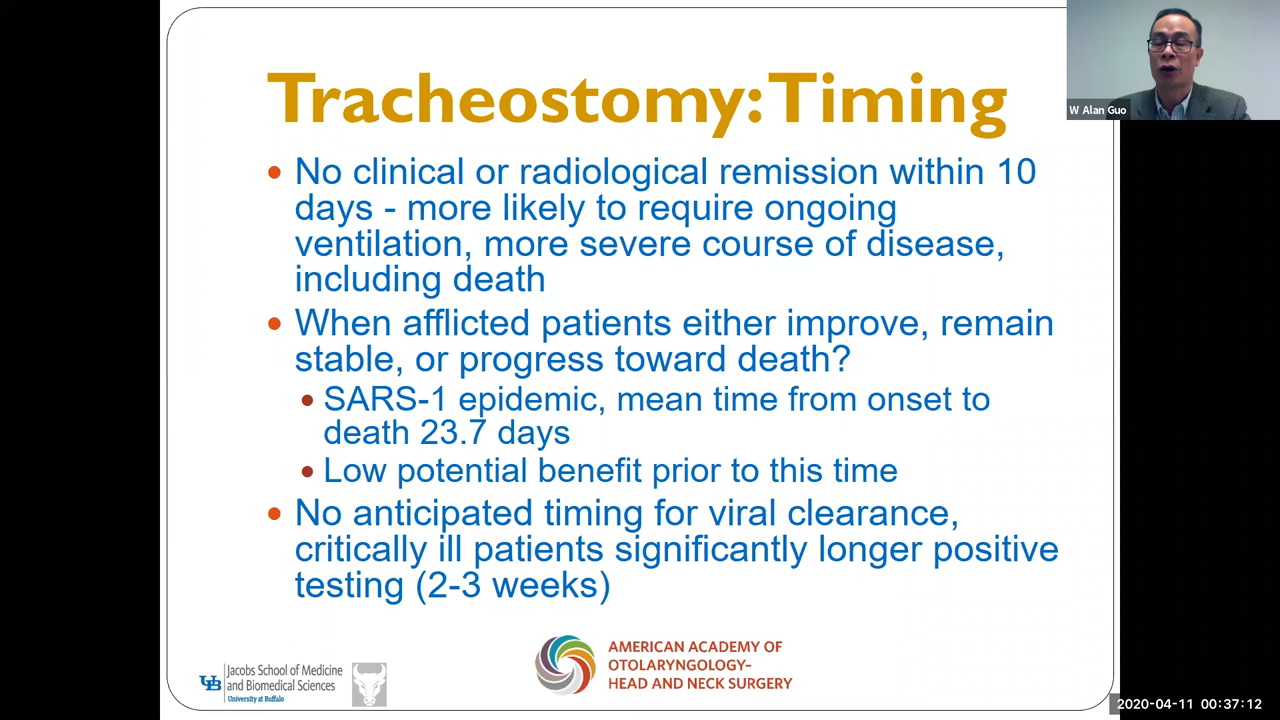 Tracheostomy: Timing
W Alan Guo
• No clinical or radiological remission within 10
days - more likely to require ongoing
ventilation, more severe course of disease,
including death
• When afflicted patients either improve, remain
stable, or progress toward death?
• SARS-1 epidemic, mean time from onset to
death 23.7 days
• Low potential benefit prior to this time
• No anticipated timing for viral clearance,
critically ill patients significantly longer positive
testing (2-3 weeks)
UB
Jacobs School of Medicine
and Biomedical Sciences
University at Buffalo
AMERICAN ACADEMY OF
OTOLARYNGOLOGY-
HEAD AND NECK SURGERY
2020-04-11 00:37:12